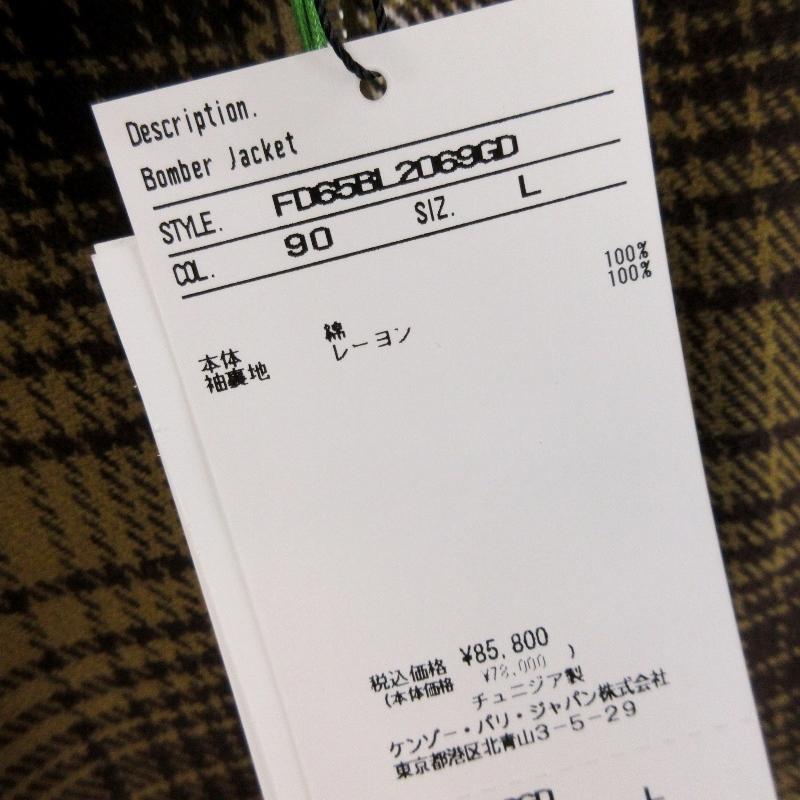 Description.
Bomber Jacket
STYLE. FD65BL2069GD
COL. 90 SIZ. L
本体 綿 100%
袖裏地 レーヨン 100%
税込価格 ¥85,800
(本体価格 ¥78,000 )
チュニジア製
ケンゾー・パリ・ジャパン株式会社
東京都港区北青山3-5-29
L